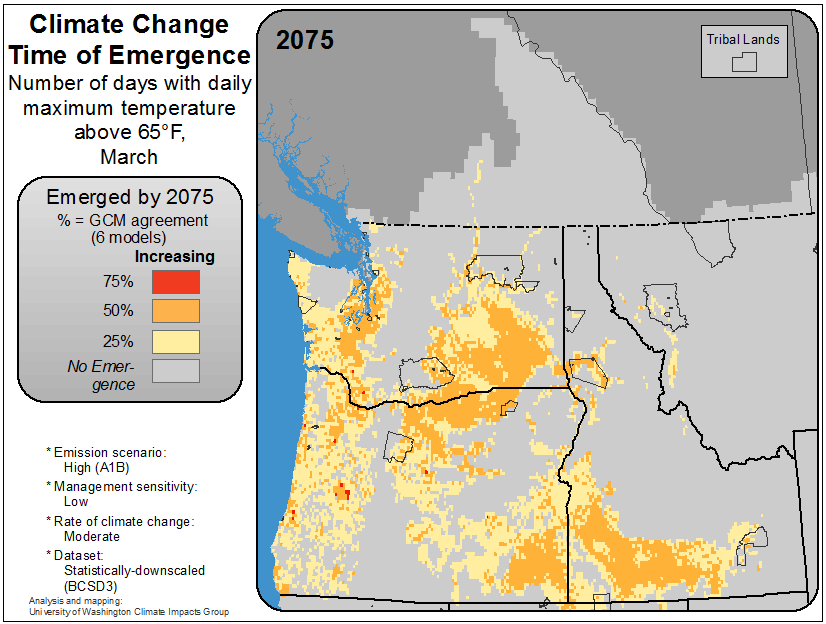 Climate Change
Time of Emergence
Number of days with daily
maximum temperature
above 65°F,
March
Emerged by 2075
% = GCM agreement
(6 models)
Increasing
75%
50%
25%
No Emer-
gence
* Emission scenario:
High (A1B)
* Management sensitivity:
Low
* Rate of climate change:
Moderate
* Dataset:
Statistically-downscaled
(BCSD3)
Analysis and mapping:
University of Washington Climate Impacts Group
2075
Tribal Lands